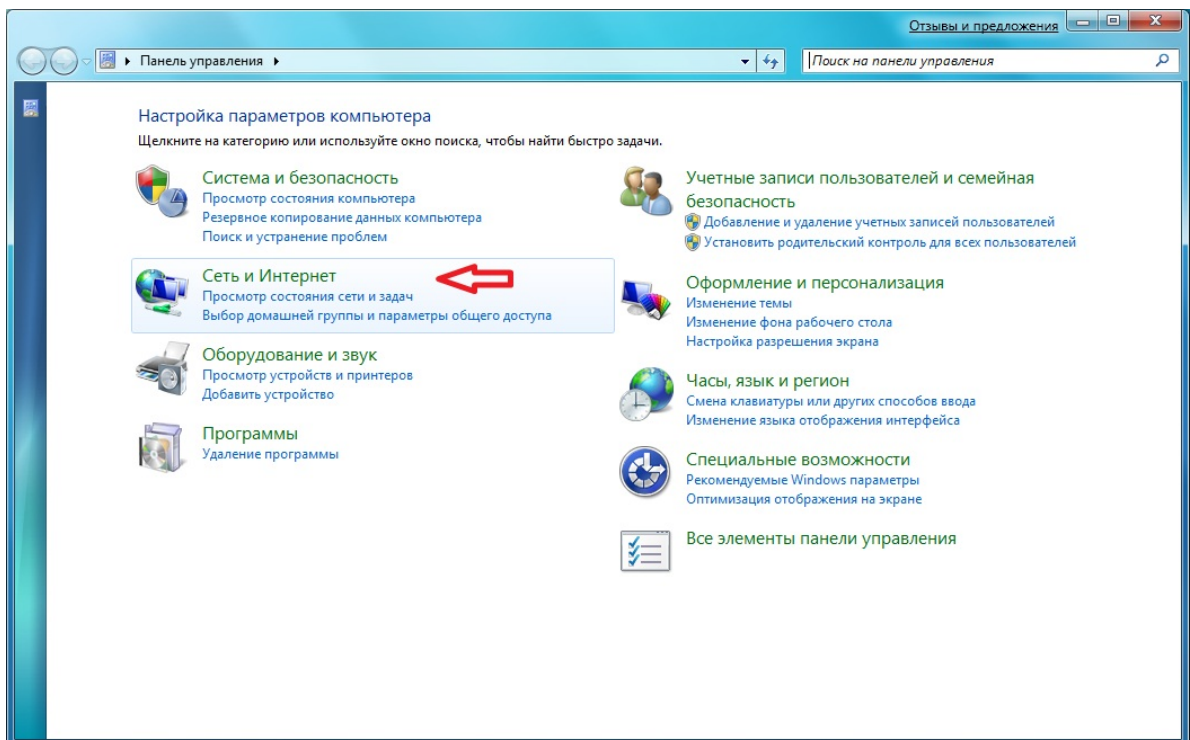 Отзывы и предложения
Панель управления
Поиск на панели управления
Настройка параметров компьютера
Щелкните на категорию или используйте окно поиска, чтобы найти быстро задачи.
Система и безопасность
Просмотр состояния компьютера
Резервное копирование данных компьютера
Поиск и устранение проблем
Сеть и Интернет
Просмотр состояния сети и задач
Выбор домашней группы и параметры общего доступа
Оборудование и звук
Просмотр устройств и принтеров
Добавить устройство
Программы
Удаление программы
Учетные записи пользователей и семейная
безопасность
Добавление и удаление учетных записей пользователей
Установить родительский контроль для всех пользователей
Оформление и персонализация
Изменение темы
Изменение фона рабочего стола
Настройка разрешения экрана
Часы, язык и регион
Смена клавиатуры или других способов ввода
Изменение языка отображения интерфейса
Специальные возможности
Рекомендуемые Windows параметры
Оптимизация отображения на экране
Все элементы панели управления